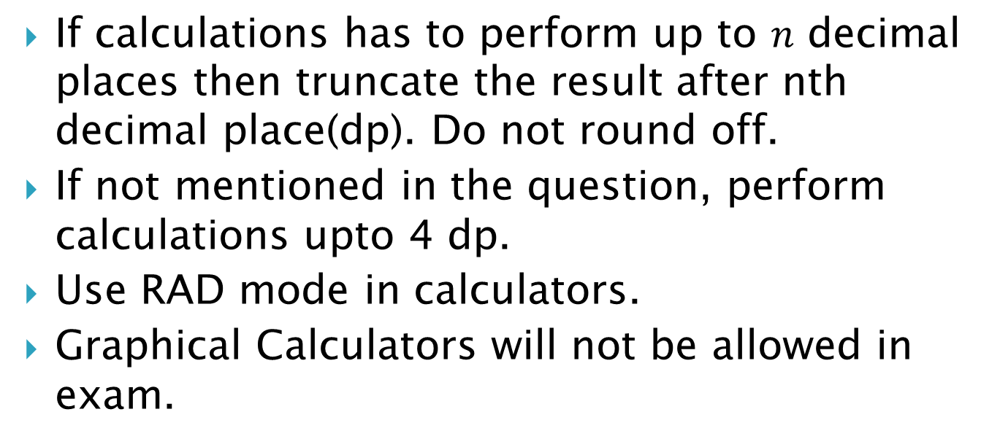 If calculations has to perform up to n decimal
places then truncate the result after nth
decimal place(dp). Do not round off.
If not mentioned in the question, perform
calculations upto 4 dp.
Use RAD mode in calculators.
Graphical Calculators will not be allowed in
exam.